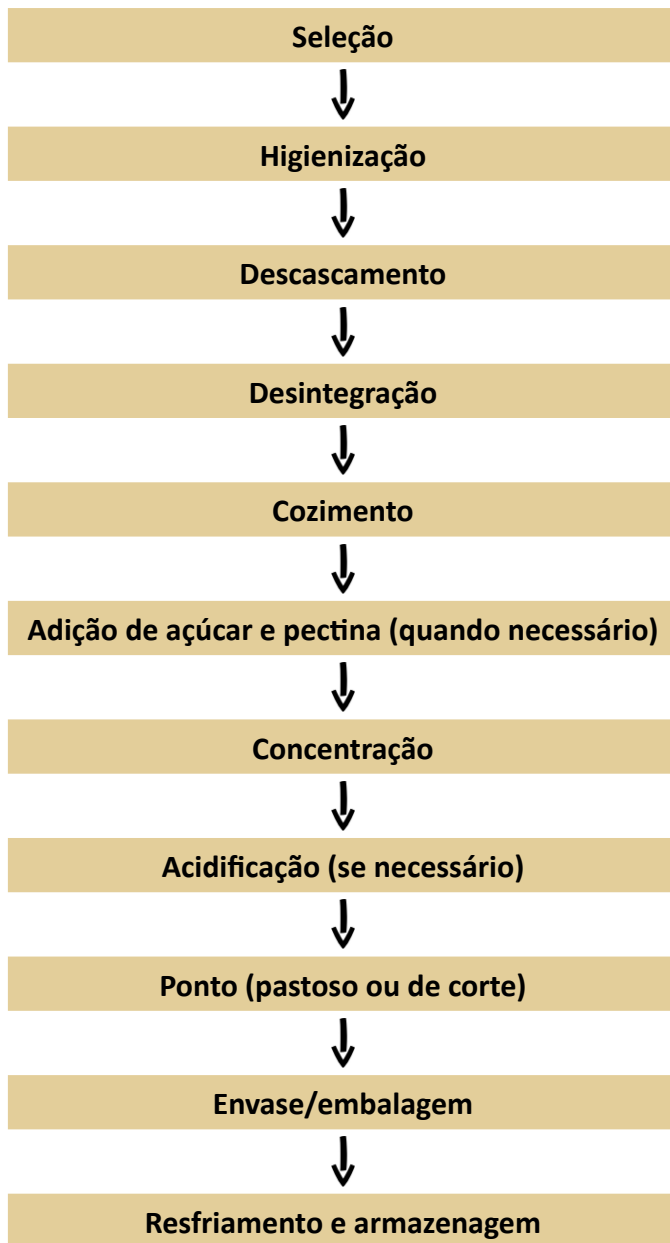 Seleção
Higienização
Descascamento
Desintegração
Cozimento
Adição de açúcar e pectina (quando necessário)
Concentração
Acidificação (se necessário)
Ponto (pastoso ou de corte)
Envase/embalagem
Resfriamento e armazenagem